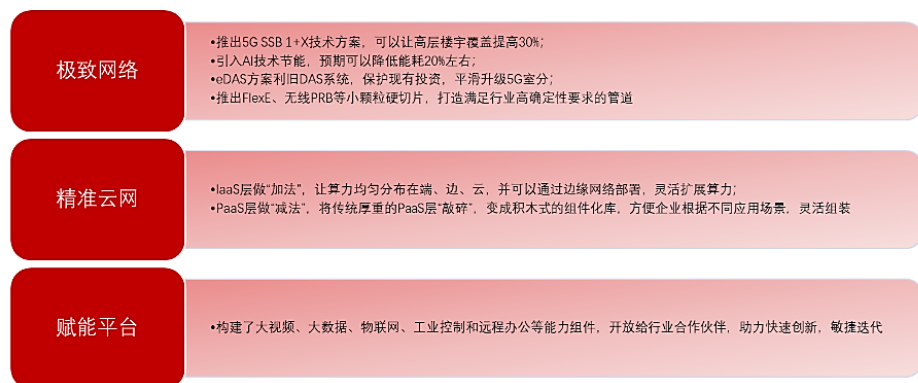 极致网络
•推出5G SSB 1+X技术方案，可以让高层楼宇覆盖提高30%；
•引入AI技术节能，预期可以降低能耗20%左右；
•eDAS方案利旧DAS系统，保护现有投资，平滑升级5G室分；
•推出FlexE、无线PRB等小颗粒硬切片，打造满足行业高确定性要求的管道
精准云网
•IaaS层做“加法”，让算力均匀分布在端、边、云，并可以通过边缘网络部署，灵活扩展算力；
•PaaS层做“减法”，将传统厚重的PaaS层“敲碎”，变成积木式的组件化库，方便企业根据不同应用场景，灵活组装
赋能平台
•构建了大视频、大数据、物联网、工业控制和远程办公等能力组件，开放给行业合作伙伴，助力快速创新，敏捷迭代